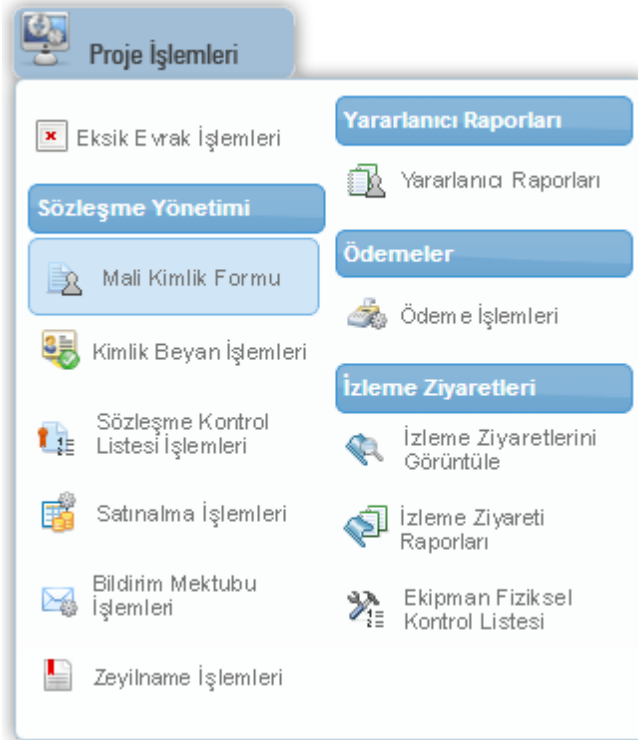 Proje İşlemleri
Eksik Evrak İşlemleri
Sözleşme Yönetimi
Mali Kimlik Formu
Kimlik Beyan İşlemleri
Sözleşme Kontrol
Listesi İşlemleri
Satınalma İşlemleri
Bildirim Mektubu
İşlemleri
Zeyilname İşlemleri
Yararlanıcı Raporları
Yararlanıcı Raporları
Ödemeler
Ödeme İşlemleri
İzleme Ziyaretleri
İzleme Ziyaretlerini
Görüntüle
İzleme Ziyareti
Raporları
Ekipman Fiziksel
Kontrol Listesi